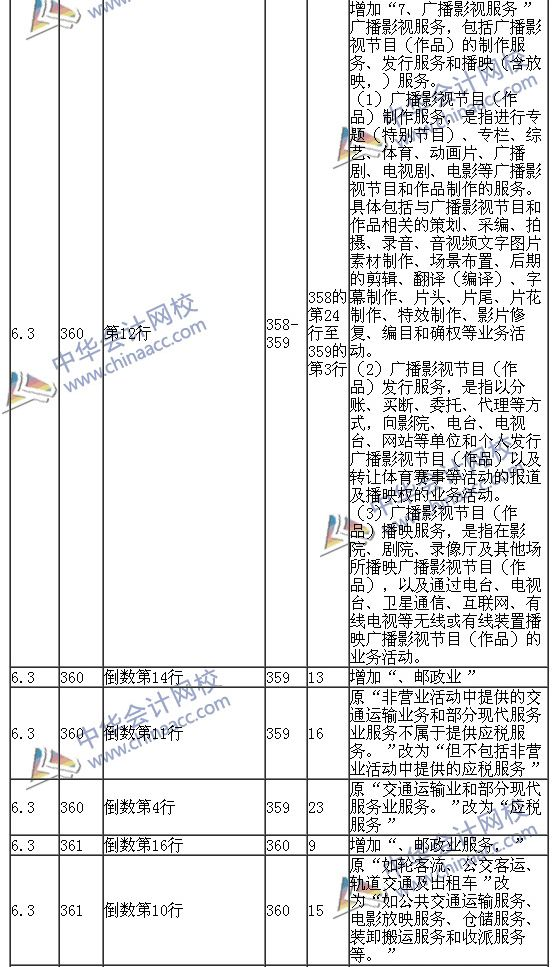 增加“7、广播影视服务 ”
广播影视服务，包括广播影
视节目（作品）的制作服
务、发行服务和播映（含放
映，）服务。
（1）广播影视节目（作
品）制作服务，是指进行专
题（特别节目）、专栏、综
艺、体育、动画片、广播
剧、电视剧、电影等广播影
视节目和作品制作的服务。
具体包括与广播影视节目和
作品相关的策划、采编、拍
摄、录音、音视频文字图片
素材制作、场景布置、后期
的剪辑、翻译（编译）、字
幕制作、片头、片尾、片花
制作、特效制作、影片修
复、编目和确权等业务活
动。
（2）广播影视节目（作
品）发行服务，是指以分
账、买断、委托、代理等方
式，向影院、电台、电视
台、网站等单位和个人发行
广播影视节目（作品）以及
转让体育赛事等活动的报道
及播映权的业务活动。
（3）广播影视节目（作
品）播映服务，是指在影
院、剧院、录像厅及其他场
所播映广播影视节目（作
品），以及通过电台、电视
台、卫星通信、互联网、有
线电视等无线或有线装置播
映广播影视节目（作品）的
业务活动。
6.3 360 第12行 358-
359
358的
第24
行至
359的
第3行
6.3 360 倒数第14行 359 13 增加“、邮政业 ”
6.3 360 倒数第11行 359 16 原“非营业活动中提供的交
通运输业务和部分现代服务
业服务不属于提供应税服
务。 ”改为“但不包括非营
业活动中提供的应税服务 ”
6.3 360 倒数第4行 359 23 原“交通运输业和部分现代
服务业服务。 ”改为“应税
服务 ”
6.3 361 倒数第16行 360 9 增加“、邮政业服务， ”
6.3 361 倒数第10行 360 15 原“如轮客流、公交客运、
轨道交通及出租车 ”改
为“如公共交通运输服务、
电影放映服务、仓储服务、
装卸搬运服务和收派服务
等。 ”
中华会计网校
www.chinaacc.com